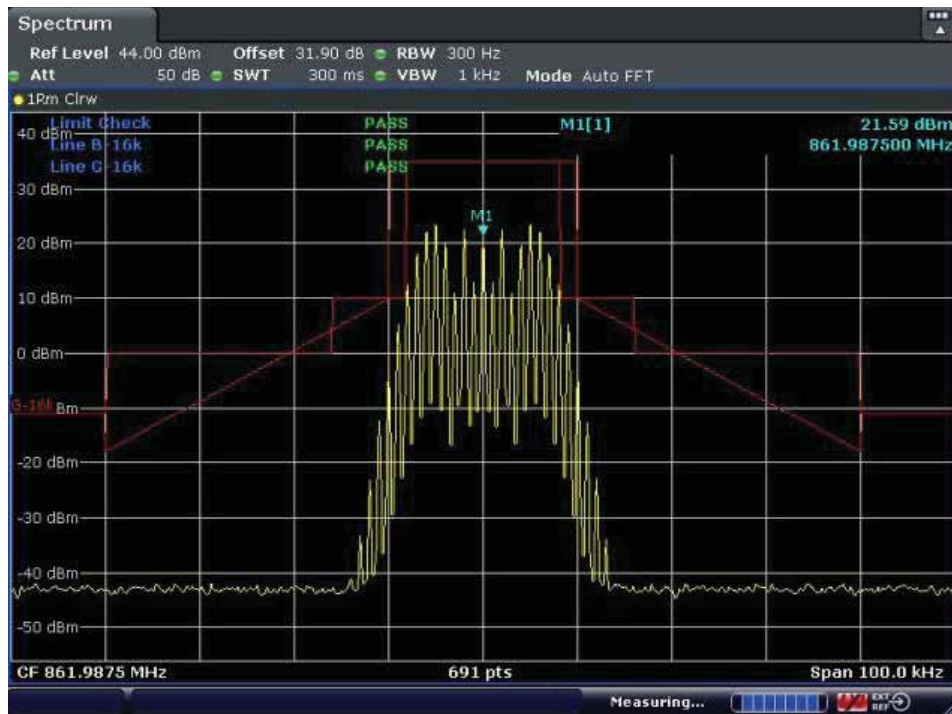 Spectrum
Ref Level 44.00 dBm Offset 31.90 dB RBW 300 Hz
Att 50 dB SWT 300 ms VBW 1 kHz Mode Auto FFT
1Rm Clrw
Limit Check PASS M1[1] 21.59 dBm
40 dBm
Line B-16k PASS 861.987500 MHz
Line G-16k PASS
30 dBm
M1
20 dBm
10 dBm
0 dBm
G-16k Bm
-20 dBm
-30 dBm
-40 dBm
-50 dBm
CF 861.9875 MHz 691 pts Span 100.0 kHz
Measuring... EXT REF